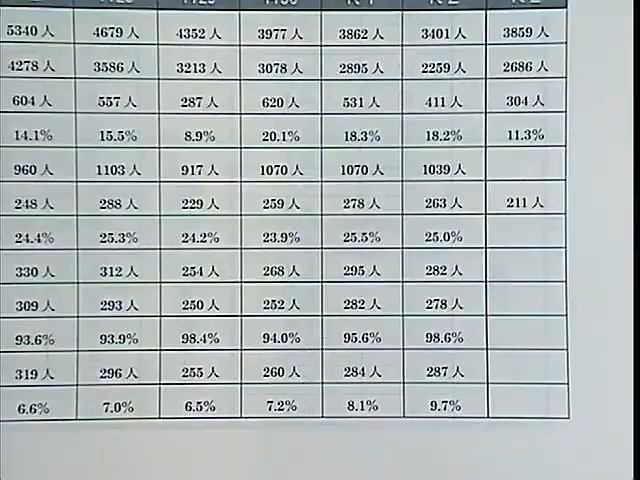 5340人 4679人 4352人 3977人 3862人 3401人 3859人
4278人 3586人 3213人 3078人 2895人 2259人 2686人
604人 557人 287人 620人 531人 411人 304人
14.1% 15.5% 8.9% 20.1% 18.3% 18.2% 11.3%
960人 1103人 917人 1070人 1070人 1039人
248人 288人 229人 259人 278人 263人 211人
24.4% 25.3% 24.2% 23.9% 25.5% 25.0%
330人 312人 254人 268人 295人 282人
309人 293人 250人 252人 282人 278人
93.6% 93.9% 98.4% 94.0% 95.6% 98.6%
319人 296人 255人 260人 284人 287人
6.6% 7.0% 6.5% 7.2% 8.1% 9.7%